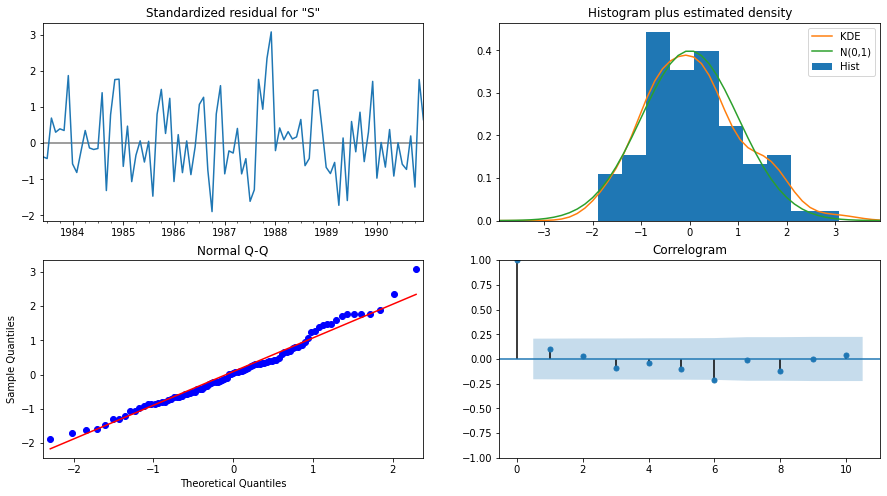 Standardized residual for "S"
3
2
1
0
−1
−2
1984 1985 1986 1987 1988 1989 1990
Histogram plus estimated density
KDE
N(0,1)
Hist
0.4
0.3
0.2
0.1
0.0
−3 −2 −1 0 1 2 3
Normal Q-Q
3
2
1
0
−1
−2
Sample Quantiles
−2 −1 0 1 2
Theoretical Quantiles
Correlogram
1.00
0.75
0.50
0.25
0.00
−0.25
−0.50
−0.75
−1.00
0 2 4 6 8 10